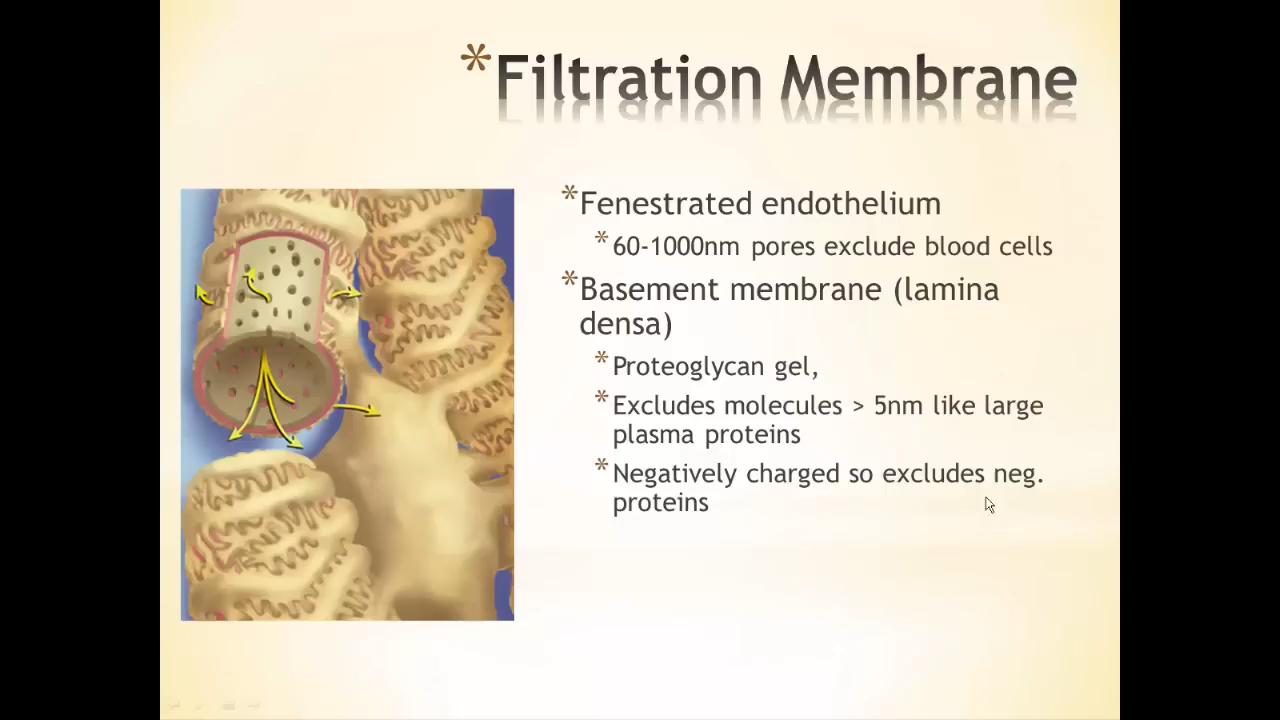 *Filtration Membrane
*Fenestrated endothelium
*60-1000nm pores exclude blood cells
*Basement membrane (lamina
densa)
*Proteoglycan gel,
*Excludes molecules > 5nm like large
plasma proteins
*Negatively charged so excludes neg.
proteins